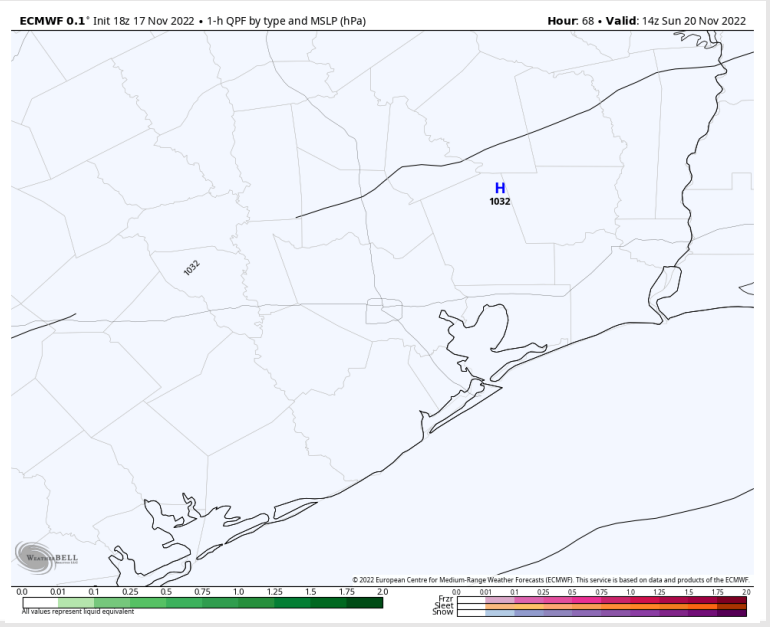 ECMWF 0.1° Init 18z 17 Nov 2022 • 1-h QPF by type and MSLP (hPa)
Hour: 68 • Valid: 14z Sun 20 Nov 2022
H
1032
1032
WeatherBELL
© 2022 European Centre for Medium-Range Weather Forecasts (ECMWF). This service is based on data and products of the ECMWF.
0.0 0.01 0.1 0.25 0.5 0.75 1.0 1.25 1.5 1.75 2.0
All values represent liquid equivalent
0.0 0.01 0.1 0.25 0.5 0.75 1.0 1.25 1.5 1.75 2.0
Frzr
Sleet
Snow